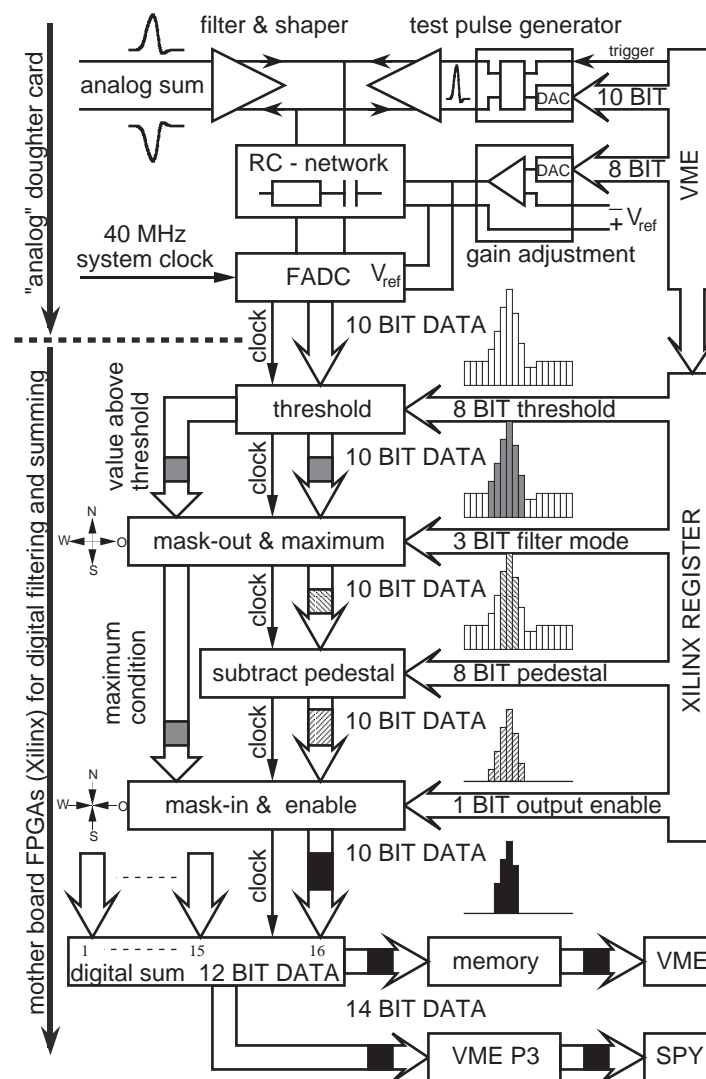 filter & shaper
test pulse generator
trigger
analog sum
DAC
10 BIT
VME
RC - network
DAC
8 BIT
"analog" doughter card
40 MHz
system clock
+ V ref
gain adjustment
FADC
V ref
clock
10 BIT DATA
threshold
8 BIT threshold
value above
threshold
clock
10 BIT DATA
N
W O
S
mask-out & maximum
3 BIT filter mode
clock
10 BIT DATA
XILINX REGISTER
maximum
condition
subtract pedestal
8 BIT pedestal
clock
10 BIT DATA
mother board FPGAs (Xilinx) for digital filtering and summing
N
W O
S
mask-in & enable
1 BIT output enable
clock
10 BIT DATA
1 15 16
digital sum 12 BIT DATA
memory
VME
14 BIT DATA
VME P3
SPY